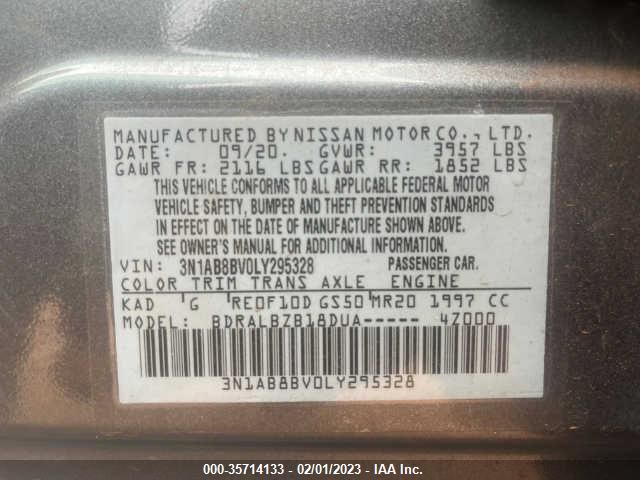 MANUFACTURED BY NISSAN MOTOR CO., LTD.
DATE: 09/20. GVWR: 3957 LBS
GAWR FR: 2116 LBS GAWR RR: 1852 LBS
THIS VEHICLE CONFORMS TO ALL APPLICABLE FEDERAL MOTOR
VEHICLE SAFETY, BUMPER AND THEFT PREVENTION STANDARDS
IN EFFECT ON THE DATE OF MANUFACTURE SHOWN ABOVE.
SEE OWNER'S MANUAL FOR ADDITIONAL INFORMATION.
VIN: 3N1AB8BV0LY295328 PASSENGER CAR.
COLOR TRIM TRANS AXLE ENGINE
KAD G RE0F10D GS50 MR20 1997 CC
MODEL: BDRALBZB18DUA----- 4Z000
3N1AB8BV0LY295328
000-35714133 - 02/01/2023 - IAA Inc.